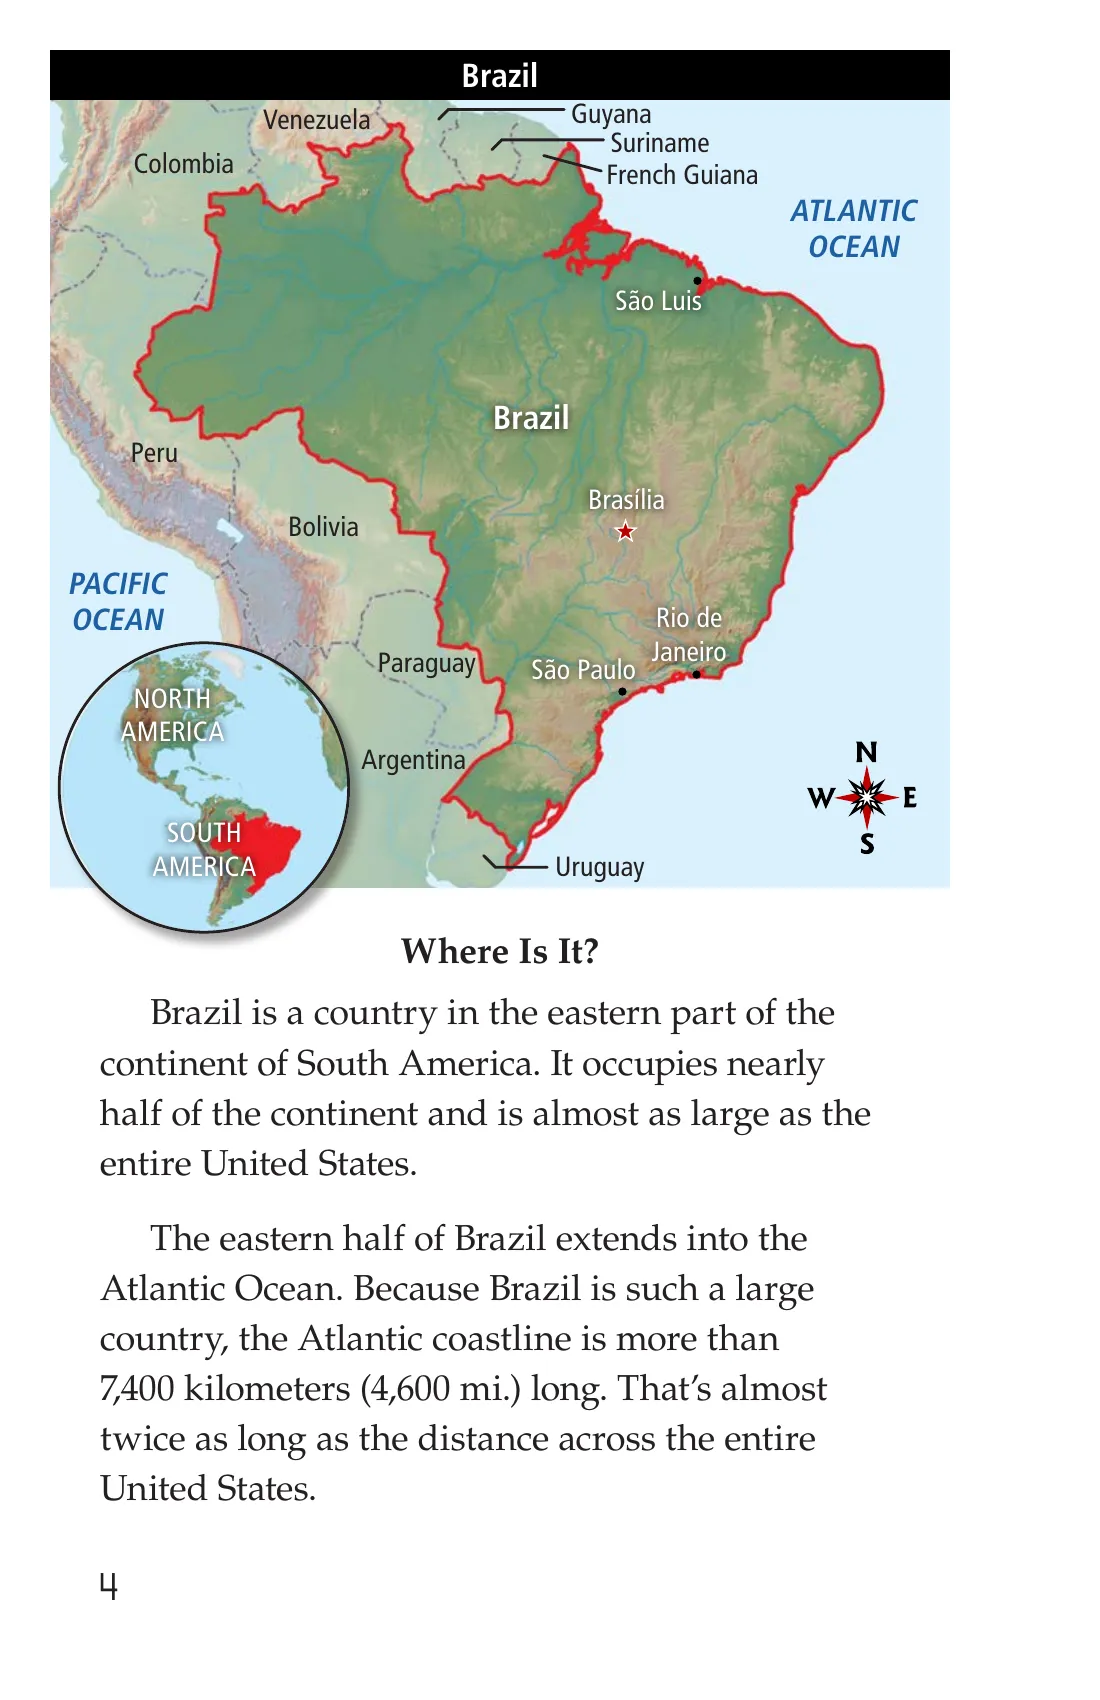 Brazil
Venezuela
Guyana
Suriname
French Guiana
Colombia
ATLANTIC
OCEAN
São Luis
Brazil
Peru
Brasília
Bolivia
PACIFIC
OCEAN
Rio de
Janeiro
Paraguay
São Paulo
NORTH
AMERICA
Argentina
N
W E
S
SOUTH
AMERICA
Uruguay
Where Is It?
Brazil is a country in the eastern part of the
continent of South America. It occupies nearly
half of the continent and is almost as large as the
entire United States.
The eastern half of Brazil extends into the
Atlantic Ocean. Because Brazil is such a large
country, the Atlantic coastline is more than
7,400 kilometers (4,600 mi.) long. That's almost
twice as long as the distance across the entire
United States.
4